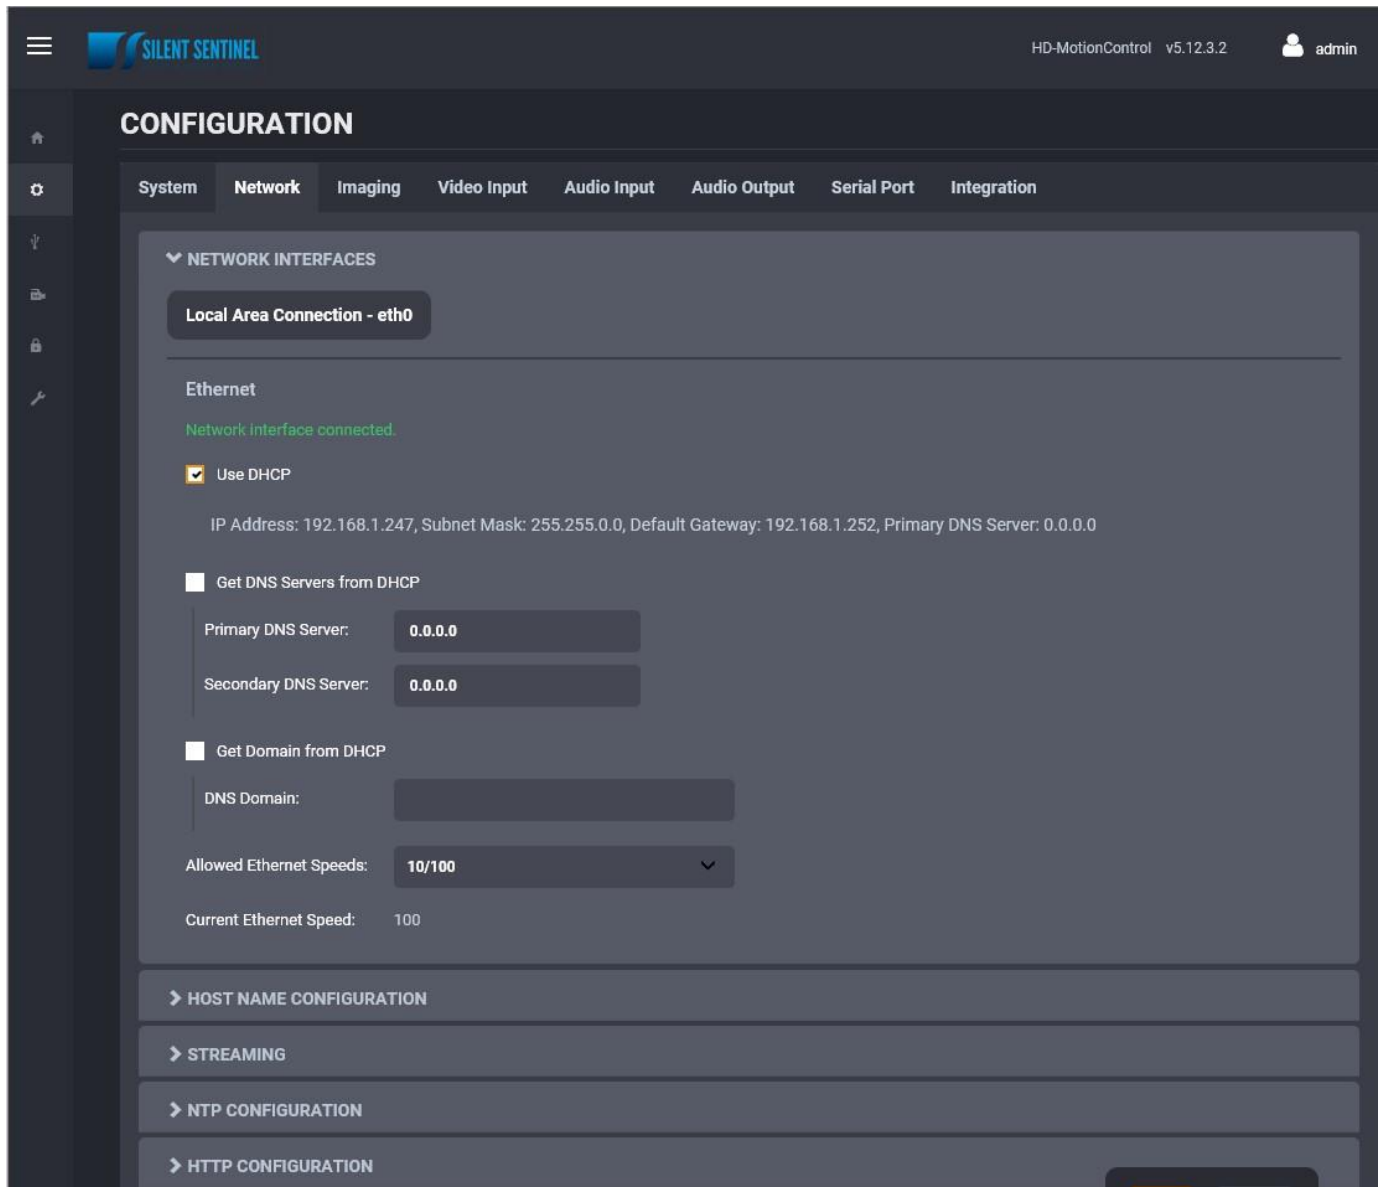 SILENT SENTINEL
HD-MotionControl v5.12.3.2 admin
CONFIGURATION
System Network Imaging Video Input Audio Input Audio Output Serial Port Integration
NETWORK INTERFACES
Local Area Connection - eth0
Ethernet
Network interface connected.
Use DHCP
IP Address: 192.168.1.247, Subnet Mask: 255.255.0.0, Default Gateway: 192.168.1.252, Primary DNS Server: 0.0.0.0
Get DNS Servers from DHCP
Primary DNS Server: 0.0.0.0
Secondary DNS Server: 0.0.0.0
Get Domain from DHCP
DNS Domain:
Allowed Ethernet Speeds: 10/100
Current Ethernet Speed: 100
HOST NAME CONFIGURATION
STREAMING
NTP CONFIGURATION
HTTP CONFIGURATION